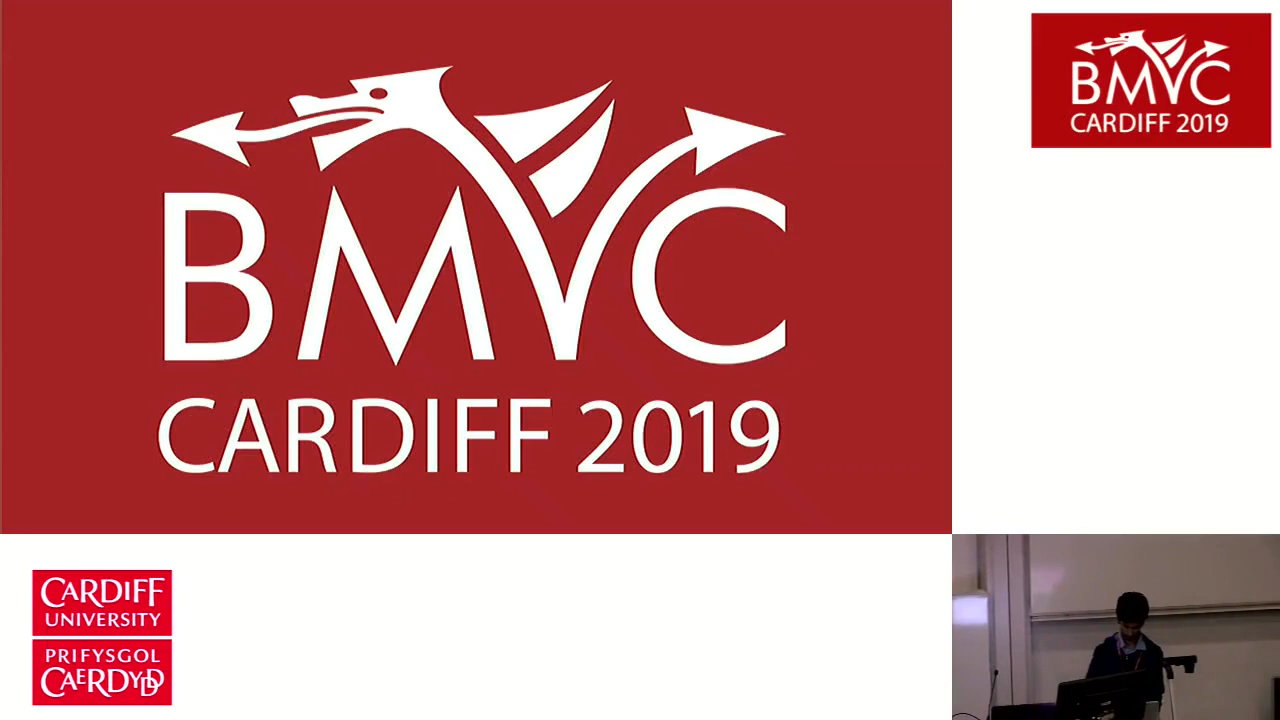 BMVC
CARDIFF 2019
BMVC
CARDIFF 2019
CARDIFF
UNIVERSITY
PRIFYSGOL
CAERDYDD